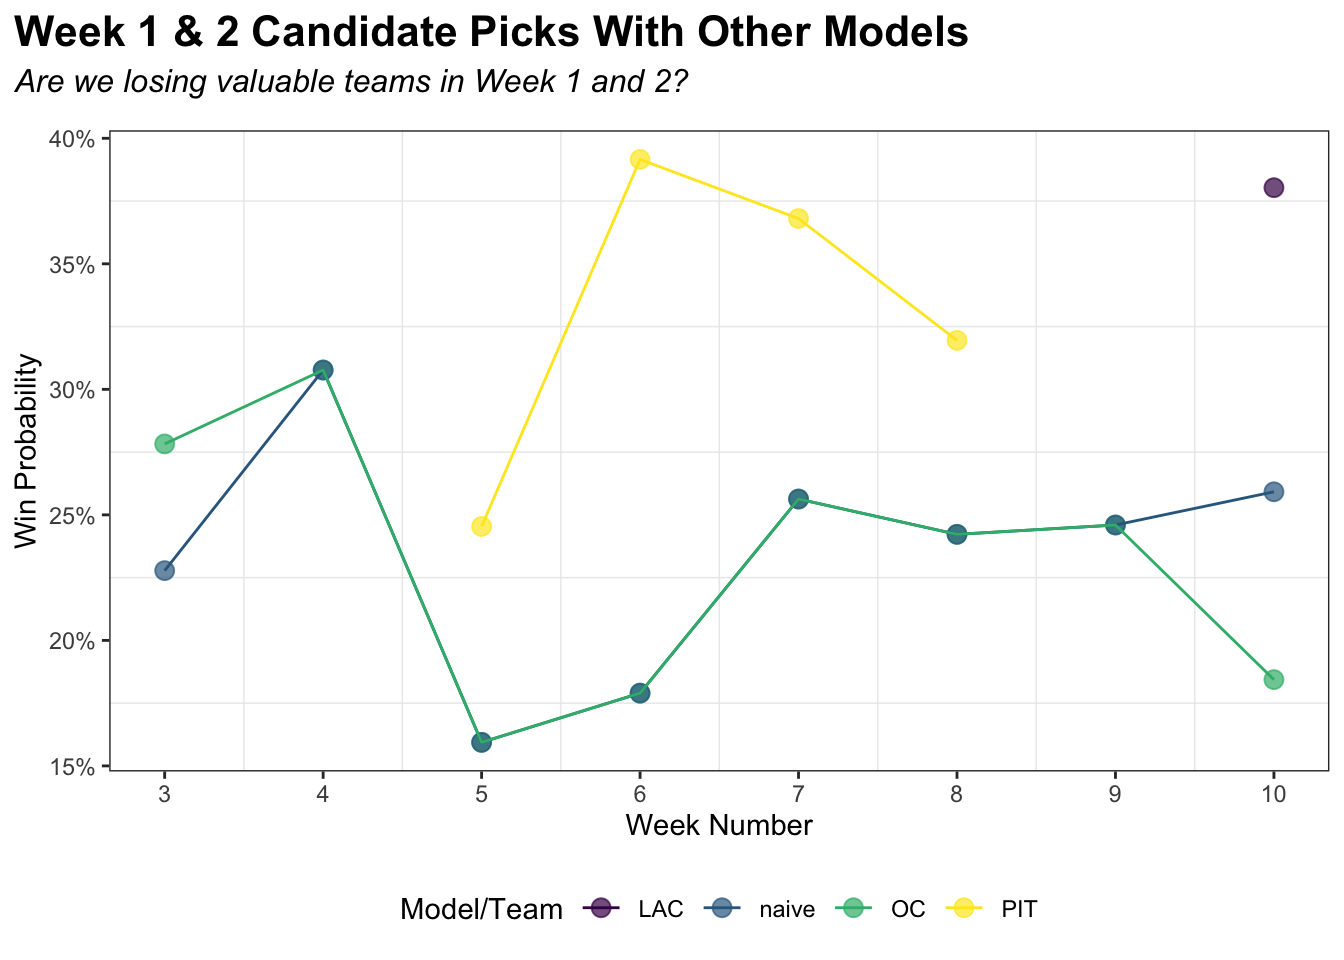 Week 1 & 2 Candidate Picks With Other Models
Are we losing valuable teams in Week 1 and 2?
Win Probability
40%
35%
30%
25%
20%
15%
3 4 5 6 7 8 9 10
Week Number
Model/Team LAC naive OC PIT